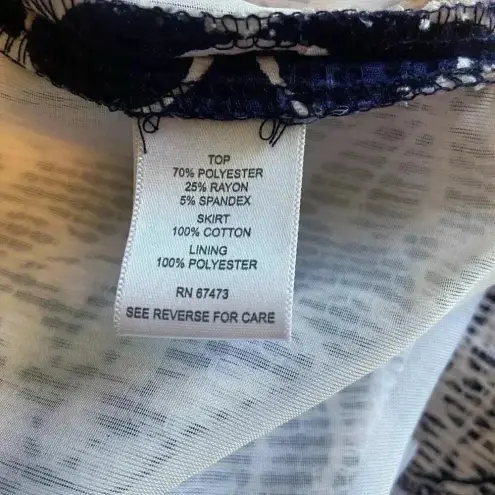 TOP
70% POLYESTER
25% RAYON
5% SPANDEX
SKIRT
100% COTTON
LINING
100% POLYESTER
RN 67473
SEE REVERSE FOR CARE